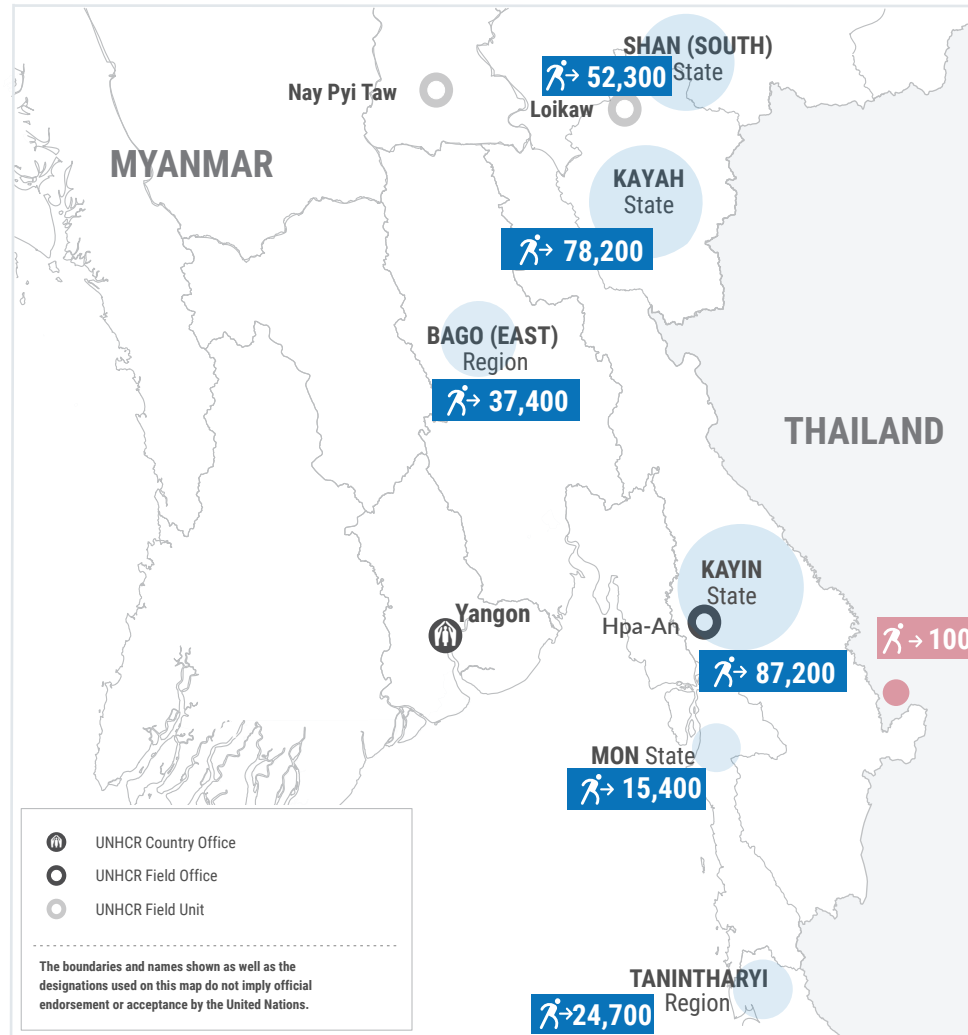 SHAN (SOUTH)
State
52,300
Nay Pyi Taw
Loikaw
MYANMAR
KAYAH
State
78,200
BAGO (EAST)
Region
37,400
THAILAND
KAYIN
State
Yangon
Hpa-An
100
87,200
MON State
15,400
UNHCR Country Office
UNHCR Field Office
UNHCR Field Unit
The boundaries and names shown as well as the
designations used on this map do not imply official
endorsement or acceptance by the United Nations.
TANINTHARYI
Region
24,700